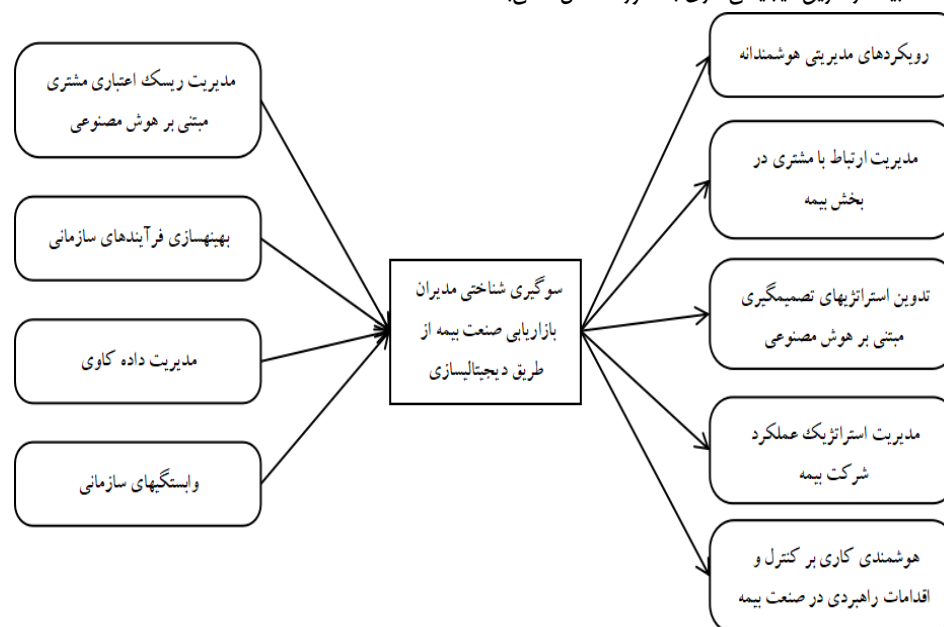 مدیریت ریسک اعتباری مشتری
مبتنی بر هوش مصنوعی
بهینهسازی فرآیندهای سازمانی
مدیریت داده کاوی
وابستگیهای سازمانی
سوگیری شناختی مدیران
بازاریابی صنعت بیمه از
طریق دیجیتالیسازی
رویکردهای مدیریتی هوشمندانه
مدیریت ارتباط با مشتری در
بخش بیمه
تدوین استراتژیهای تصمیمگیری
مبتنی بر هوش مصنوعی
مدیریت استراتژیک عملکرد
شرکت بیمه
هوشمندی کاری بر کنترل و
اقدامات راهبردی در صنعت بیمه